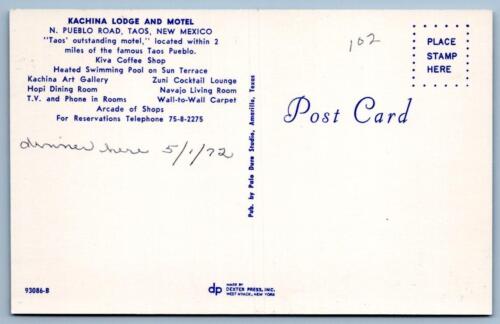 KACHINA LODGE AND MOTEL
N. PUEBLO ROAD, TAOS, NEW MEXICO
"Taos' outstanding motel," located within 2
miles of the famous Taos Pueblo.
Kiva Coffee Shop
Heated Swimming Pool on Sun Terrace
Kachina Art Gallery Zuni Cocktail Lounge
Hopi Dining Room Navajo Living Room
T.V. and Phone in Rooms Wall-to-Wall Carpet
Arcade of Shops
For Reservations Telephone 75-8-2275
dinner here 5/1/72
93086-B
Pub. by Palo Duro Studio, Amarillo, Texas
102
PLACE
STAMP
HERE
Post Card
dp
MADE BY
DEXTER PRESS, INC.
WEST NYACK, NEW YORK